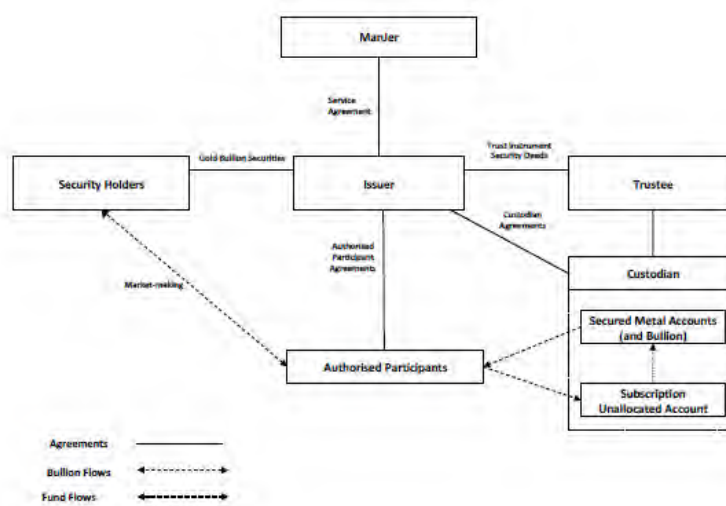 ManJer
Service
Agreement
Gold Bullion Securities
Trust Instrument
Security Deeds
Security Holders
Issuer
Trustee
Custodian
Agreements
Authorised
Participant
Agreements
Custodian
Market-making
Secured Metal Accounts
(and Bullion)
Authorised Participants
Subscription
Unallocated Account
Agreements
Bullion Flows
Fund Flows